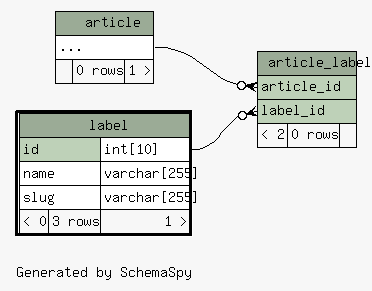 article
...
0 rows 1 >
article_label
article_id
label_id
< 2 0 rows
label
id int[10]
name varchar[255]
slug varchar[255]
< 0 3 rows 1 >
Generated by SchemaSpy